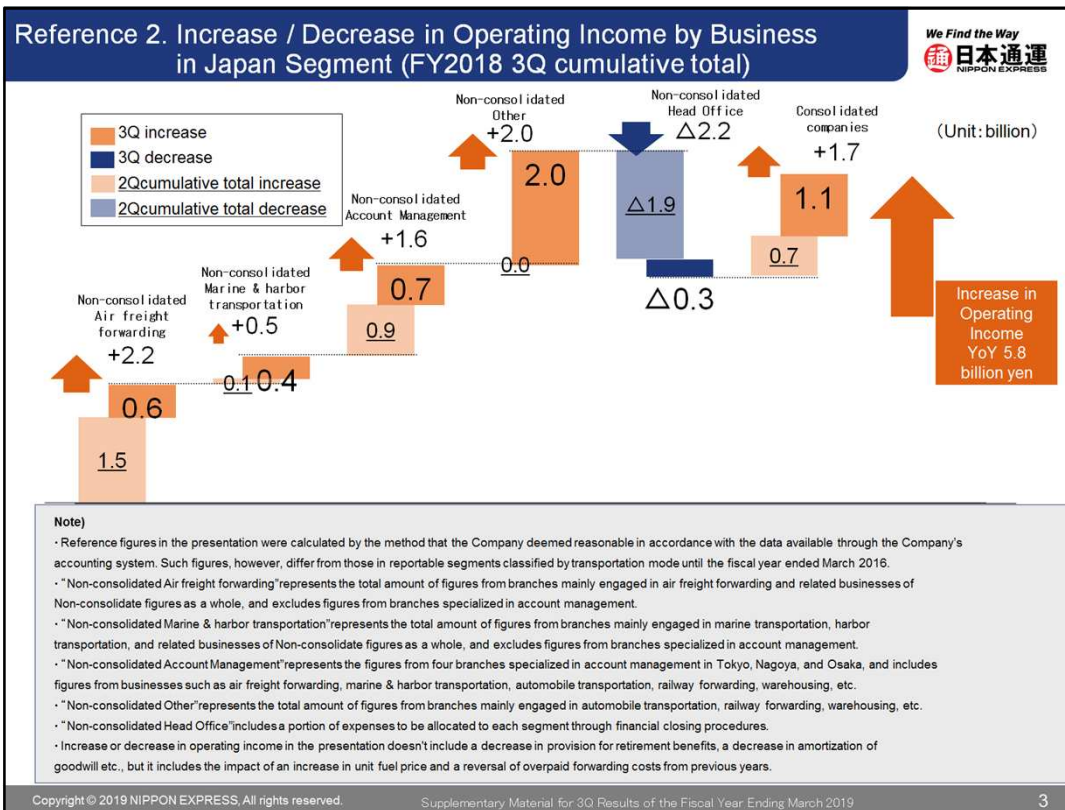 Reference 2. Increase / Decrease in Operating Income by Business
in Japan Segment (FY2018 3Q cumulative total)
We Find the Way
通 日本通運
NIPPON EXPRESS
3Q increase
3Q decrease
2Qcumulative total increase
2Qcumulative total decrease
(Unit:billion)
Non-consolidated
Air freight
forwarding
+2.2
0.6
1.5
Non-consolidated
Marine & harbor
transportation
+0.5
0.1
0.4
Non-consolidated
Account Management
+1.6
0.7
0.9
Non-consolidated
Other
+2.0
2.0
0.0
Non-consolidated
Head Office
△2.2
△1.9
△0.3
Consolidated
companies
+1.7
1.1
0.7
Increase in
Operating
Income
YoY 5.8
billion yen
Note)
・Reference figures in the presentation were calculated by the method that the Company deemed reasonable in accordance with the data available through the Company's
accounting system. Such figures, however, differ from those in reportable segments classified by transportation mode until the fiscal year ended March 2016.
・"Non-consolidated Air freight forwarding"represents the total amount of figures from branches mainly engaged in air freight forwarding and related businesses of
Non-consolidate figures as a whole, and excludes figures from branches specialized in account management.
・"Non-consolidated Marine & harbor transportation"represents the total amount of figures from branches mainly engaged in marine transportation, harbor
transportation, and related businesses of Non-consolidate figures as a whole, and excludes figures from branches specialized in account management.
・"Non-consolidated Account Management"represents the figures from four branches specialized in account management in Tokyo, Nagoya, and Osaka, and includes
figures from businesses such as air freight forwarding, marine & harbor transportation, automobile transportation, railway forwarding, warehousing, etc.
・"Non-consolidated Other"represents the total amount of figures from branches mainly engaged in automobile transportation, railway forwarding, warehousing, etc.
・"Non-consolidated Head Office"includes a portion of expenses to be allocated to each segment through financial closing procedures.
・Increase or decrease in operating income in the presentation doesn't include a decrease in provision for retirement benefits, a decrease in amortization of
goodwill etc., but it includes the impact of an increase in unit fuel price and a reversal of overpaid forwarding costs from previous years.
Copyright © 2019 NIPPON EXPRESS, All rights reserved.
Supplementary Material for 3Q Results of the Fiscal Year Ending March 2019
3